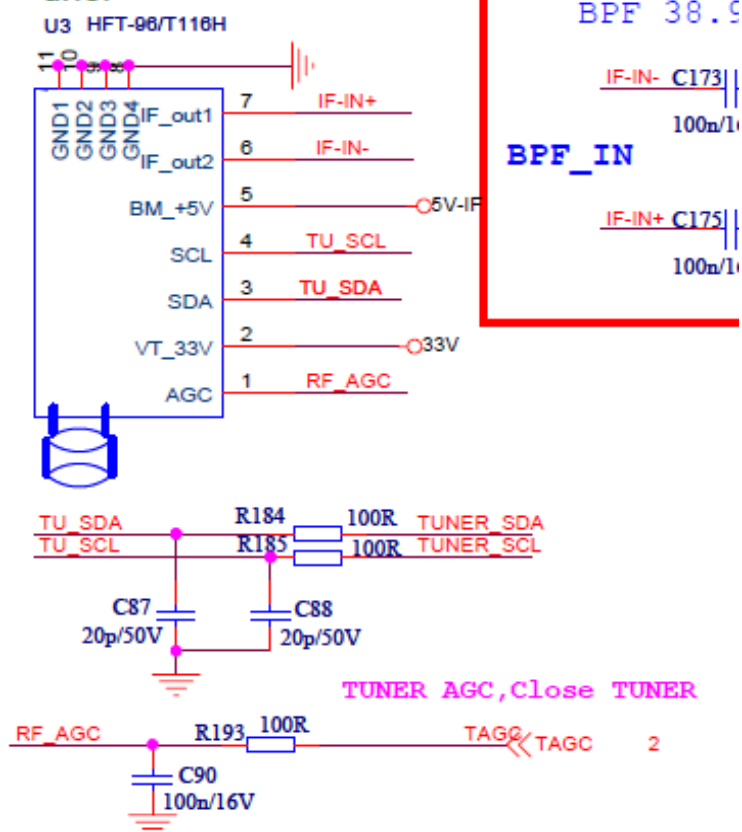 U3 HFT-96/T116H
BPF 38.9
11
10
9
8
GND1
GND2
GND3
GND4
IF_out1 7 IF-IN+
IF_out2 6 IF-IN-
BM_+5V 5 5V-IF
SCL 4 TU_SCL
SDA 3 TU_SDA
VT_33V 2 33V
AGC 1 RF_AGC
IF-IN- C173
100n/16
BPF_IN
IF-IN+ C175
100n/16
TU_SDA R184 100R TUNER_SDA
TU_SCL R185 100R TUNER_SCL
C87
20p/50V
C88
20p/50V
TUNER AGC,Close TUNER
RF_AGC R193 100R TAGC TAGC 2
C90
100n/16V